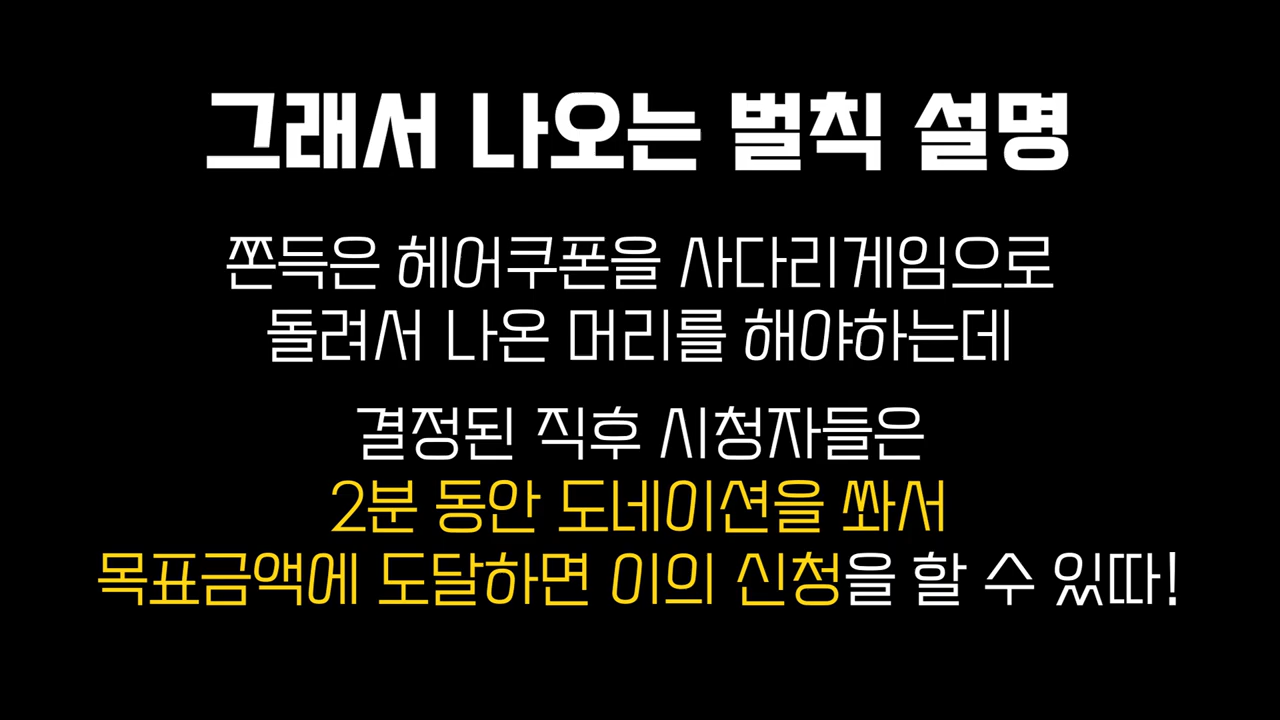 그래서 나오는 벌칙 설명
쫀득은 헤어쿠폰을 사다리게임으로
돌려서 나온 머리를 해야하는데
결정된 직후 시청자들은
2분 동안 도네이션을 쏴서
목표금액에 도달하면 이의 신청을 할 수 있따!